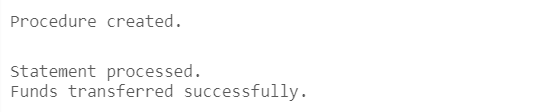 Procedure created.
Statement processed.
Funds transferred successfully.